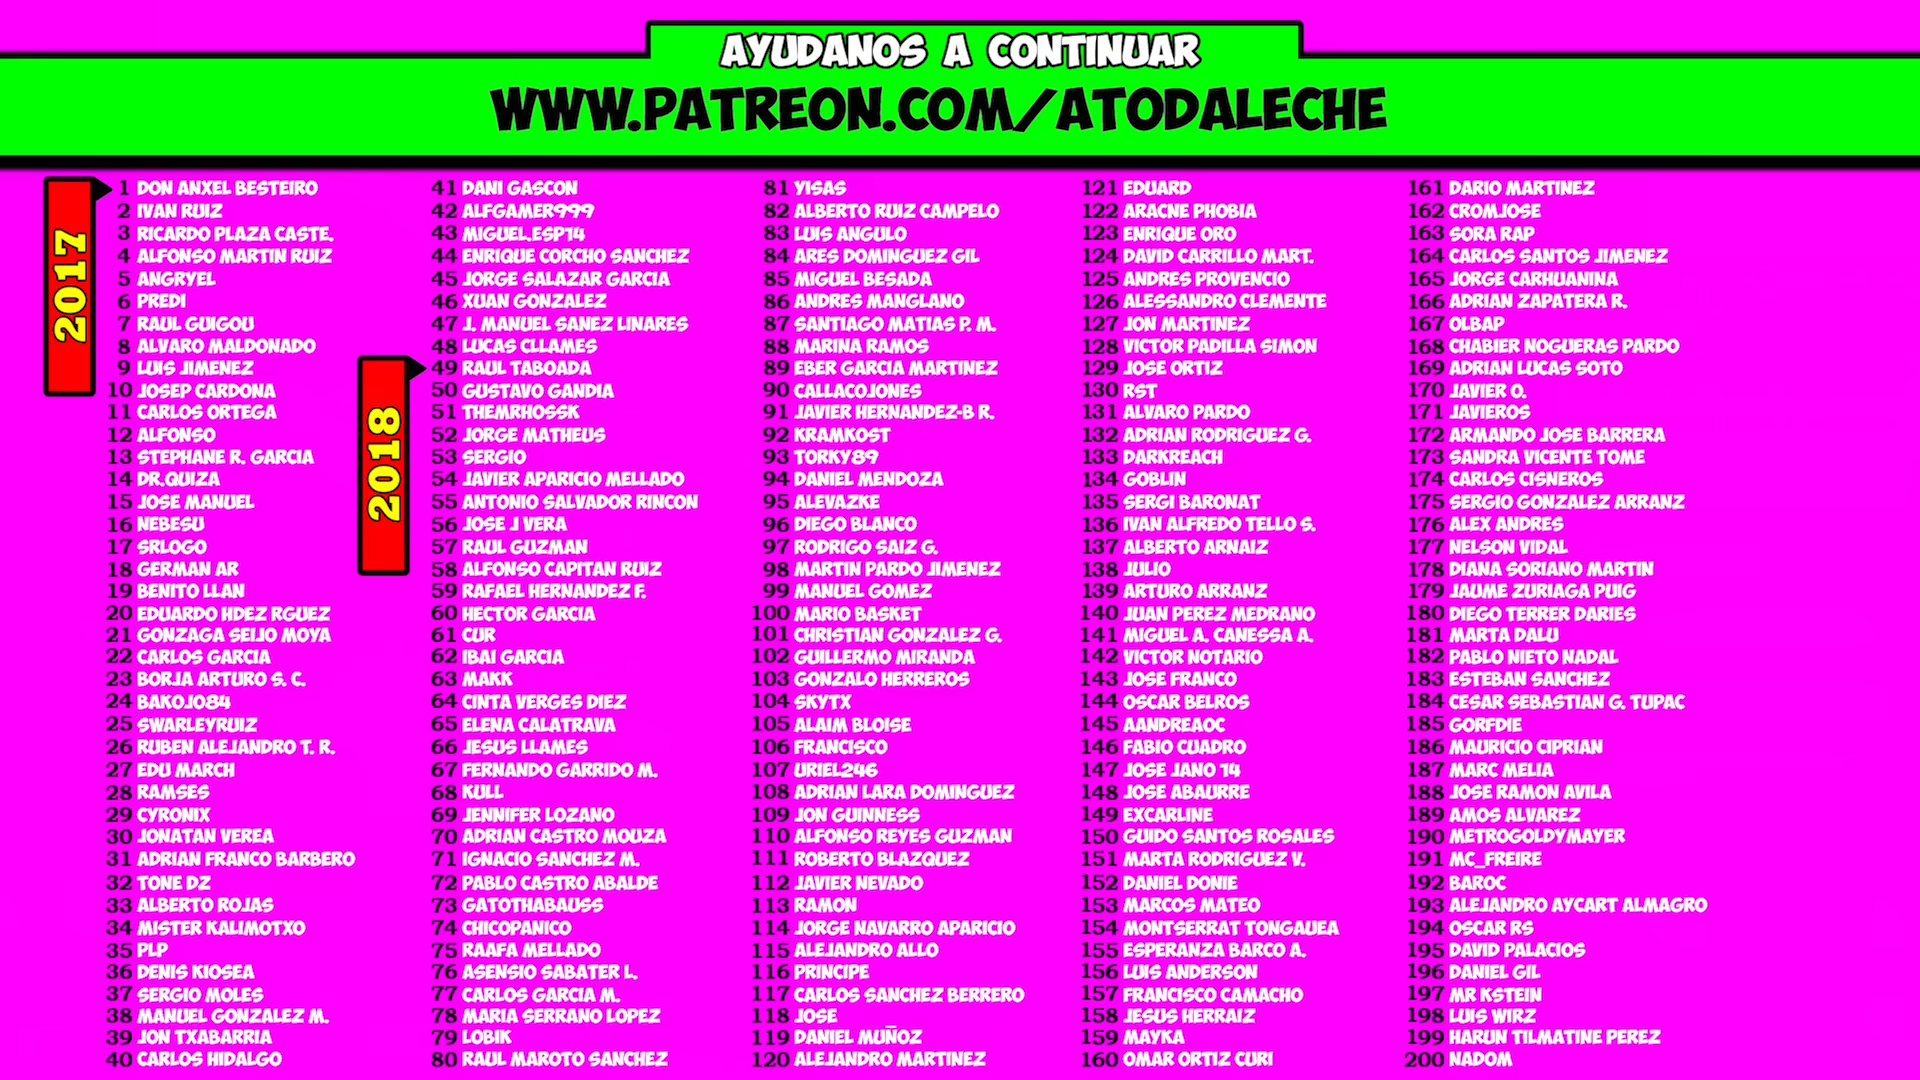 AYUDANOS A CONTINUAR
WWW.PATREON.COM/ATODALECHE
2017
1 DON ANXEL BESTEIRO
2 IVAN RUIZ
3 RICARDO PLAZA CASTE.
4 ALFONSO MARTIN RUIZ
5 ANGRYEL
6 PREDI
7 RAUL GUIGOU
8 ALVARO MALDONADO
9 LUIS JIMENEZ
10 JOSEP CARDONA
11 CARLOS ORTEGA
12 ALFONSO
13 STEPHANE R. GARCIA
14 DR.QUIZA
15 JOSE MANUEL
16 NEBESU
17 SRLOGO
18 GERMAN AR
19 BENITO LLAN
20 EDUARDO HDEZ RGUEZ
21 GONZAGA SEIJO MOYA
22 CARLOS GARCIA
23 BORJA ARTURO S. C.
24 BAKOJO84
25 SWARLEYRUIZ
26 RUBEN ALEJANDRO T. R.
27 EDU MARCH
28 RAMSES
29 CYRONIX
30 JONATAN VEREA
31 ADRIAN FRANCO BARBERO
32 TONE DZ
33 ALBERTO ROJAS
34 MISTER KALIMOTXO
35 PLP
36 DENIS KIOSEA
37 SERGIO MOLES
38 MANUEL GONZALEZ M.
39 JON TXABARRIA
40 CARLOS HIDALGO
41 DANI GASCON
42 ALFGAMER999
43 MIGUEL.ESP14
44 ENRIQUE CORCHO SANCHEZ
45 JORGE SALAZAR GARCIA
46 XUAN GONZALEZ
47 J. MANUEL SANEZ LINARES
48 LUCAS CLLAMES
2018
49 RAUL TABOADA
50 GUSTAVO GANDIA
51 THEMRHOSSK
52 JORGE MATHEUS
53 SERGIO
54 JAVIER APARICIO MELLADO
55 ANTONIO SALVADOR RINCON
56 JOSE J VERA
57 RAUL GUZMAN
58 ALFONSO CAPITAN RUIZ
59 RAFAEL HERNANDEZ F.
60 HECTOR GARCIA
61 CUR
62 IBAI GARCIA
63 MAKK
64 CINTA VERGES DIEZ
65 ELENA CALATRAVA
66 JESUS LLAMES
67 FERNANDO GARRIDO M.
68 KULL
69 JENNIFER LOZANO
70 ADRIAN CASTRO MOUZA
71 IGNACIO SANCHEZ M.
72 PABLO CASTRO ABALDE
73 GATOTHABAUSS
74 CHICOPANICO
75 RAAFA MELLADO
76 ASENSIO SABATER L.
77 CARLOS GARCIA M.
78 MARIA SERRANO LOPEZ
79 LOBIK
80 RAUL MAROTO SANCHEZ
81 YISAS
82 ALBERTO RUIZ CAMPELO
83 LUIS ANGULO
84 ARES DOMINGUEZ GIL
85 MIGUEL BESADA
86 ANDRES MANGLANO
87 SANTIAGO MATIAS P. M.
88 MARINA RAMOS
89 EBER GARCIA MARTINEZ
90 CALLACOJONES
91 JAVIER HERNANDEZ-B R.
92 KRAMKOST
93 TORKY89
94 DANIEL MENDOZA
95 ALEVAZKE
96 DIEGO BLANCO
97 RODRIGO SAIZ G.
98 MARTIN PARDO JIMENEZ
99 MANUEL GOMEZ
100 MARIO BASKET
101 CHRISTIAN GONZALEZ G.
102 GUILLERMO MIRANDA
103 GONZALO HERREROS
104 SKYTX
105 ALAIM BLOISE
106 FRANCISCO
107 URIEL246
108 ADRIAN LARA DOMINGUEZ
109 JON GUINNESS
110 ALFONSO REYES GUZMAN
111 ROBERTO BLAZQUEZ
112 JAVIER NEVADO
113 RAMON
114 JORGE NAVARRO APARICIO
115 ALEJANDRO ALLO
116 PRINCIPE
117 CARLOS SANCHEZ BERRERO
118 JOSE
119 DANIEL MUÑOZ
120 ALEJANDRO MARTINEZ
121 EDUARD
122 ARACNE PHOBIA
123 ENRIQUE ORO
124 DAVID CARRILLO MART.
125 ANDRES PROVENCIO
126 ALESSANDRO CLEMENTE
127 JON MARTINEZ
128 VICTOR PADILLA SIMON
129 JOSE ORTIZ
130 RST
131 ALVARO PARDO
132 ADRIAN RODRIGUEZ G.
133 DARKREACH
134 GOBLIN
135 SERGI BARONAT
136 IVAN ALFREDO TELLO S.
137 ALBERTO ARNAIZ
138 JULIO
139 ARTURO ARRANZ
140 JUAN PEREZ MEDRANO
141 MIGUEL A. CANESSA A.
142 VICTOR NOTARIO
143 JOSE FRANCO
144 OSCAR BELROS
145 AANDREAOC
146 FABIO CUADRO
147 JOSE JANO 14
148 JOSE ABAURRE
149 EXCARLINE
150 GUIDO SANTOS ROSALES
151 MARTA RODRIGUEZ V.
152 DANIEL DONIE
153 MARCOS MATEO
154 MONTSERRAT TONGAUEA
155 ESPERANZA BARCO A.
156 LUIS ANDERSON
157 FRANCISCO CAMACHO
158 JESUS HERRAIZ
159 MAYKA
160 OMAR ORTIZ CURI
161 DARIO MARTINEZ
162 CROMJOSE
163 SORA RAP
164 CARLOS SANTOS JIMENEZ
165 JORGE CARHUANINA
166 ADRIAN ZAPATERA R.
167 OLBAP
168 CHABIER NOGUERAS PARDO
169 ADRIAN LUCAS SOTO
170 JAVIER O.
171 JAVIEROS
172 ARMANDO JOSE BARRERA
173 SANDRA VICENTE TOME
174 CARLOS CISNEROS
175 SERGIO GONZALEZ ARRANZ
176 ALEX ANDRES
177 NELSON VIDAL
178 DIANA SORIANO MARTIN
179 JAUME ZURIAGA PUIG
180 DIEGO TERRER DARIES
181 MARTA DALU
182 PABLO NIETO NADAL
183 ESTEBAN SANCHEZ
184 CESAR SEBASTIAN G. TUPAC
185 GORFDIE
186 MAURICIO CIPRIAN
187 MARC MELIA
188 JOSE RAMON AVILA
189 AMOS ALVAREZ
190 METROGOLDYMAYER
191 MC_FREIRE
192 BAROC
193 ALEJANDRO AYCART ALMAGRO
194 OSCAR RS
195 DAVID PALACIOS
196 DANIEL GIL
197 MR KSTEIN
198 LUIS WIRZ
199 HARUN TILMATINE PEREZ
200 NADOM